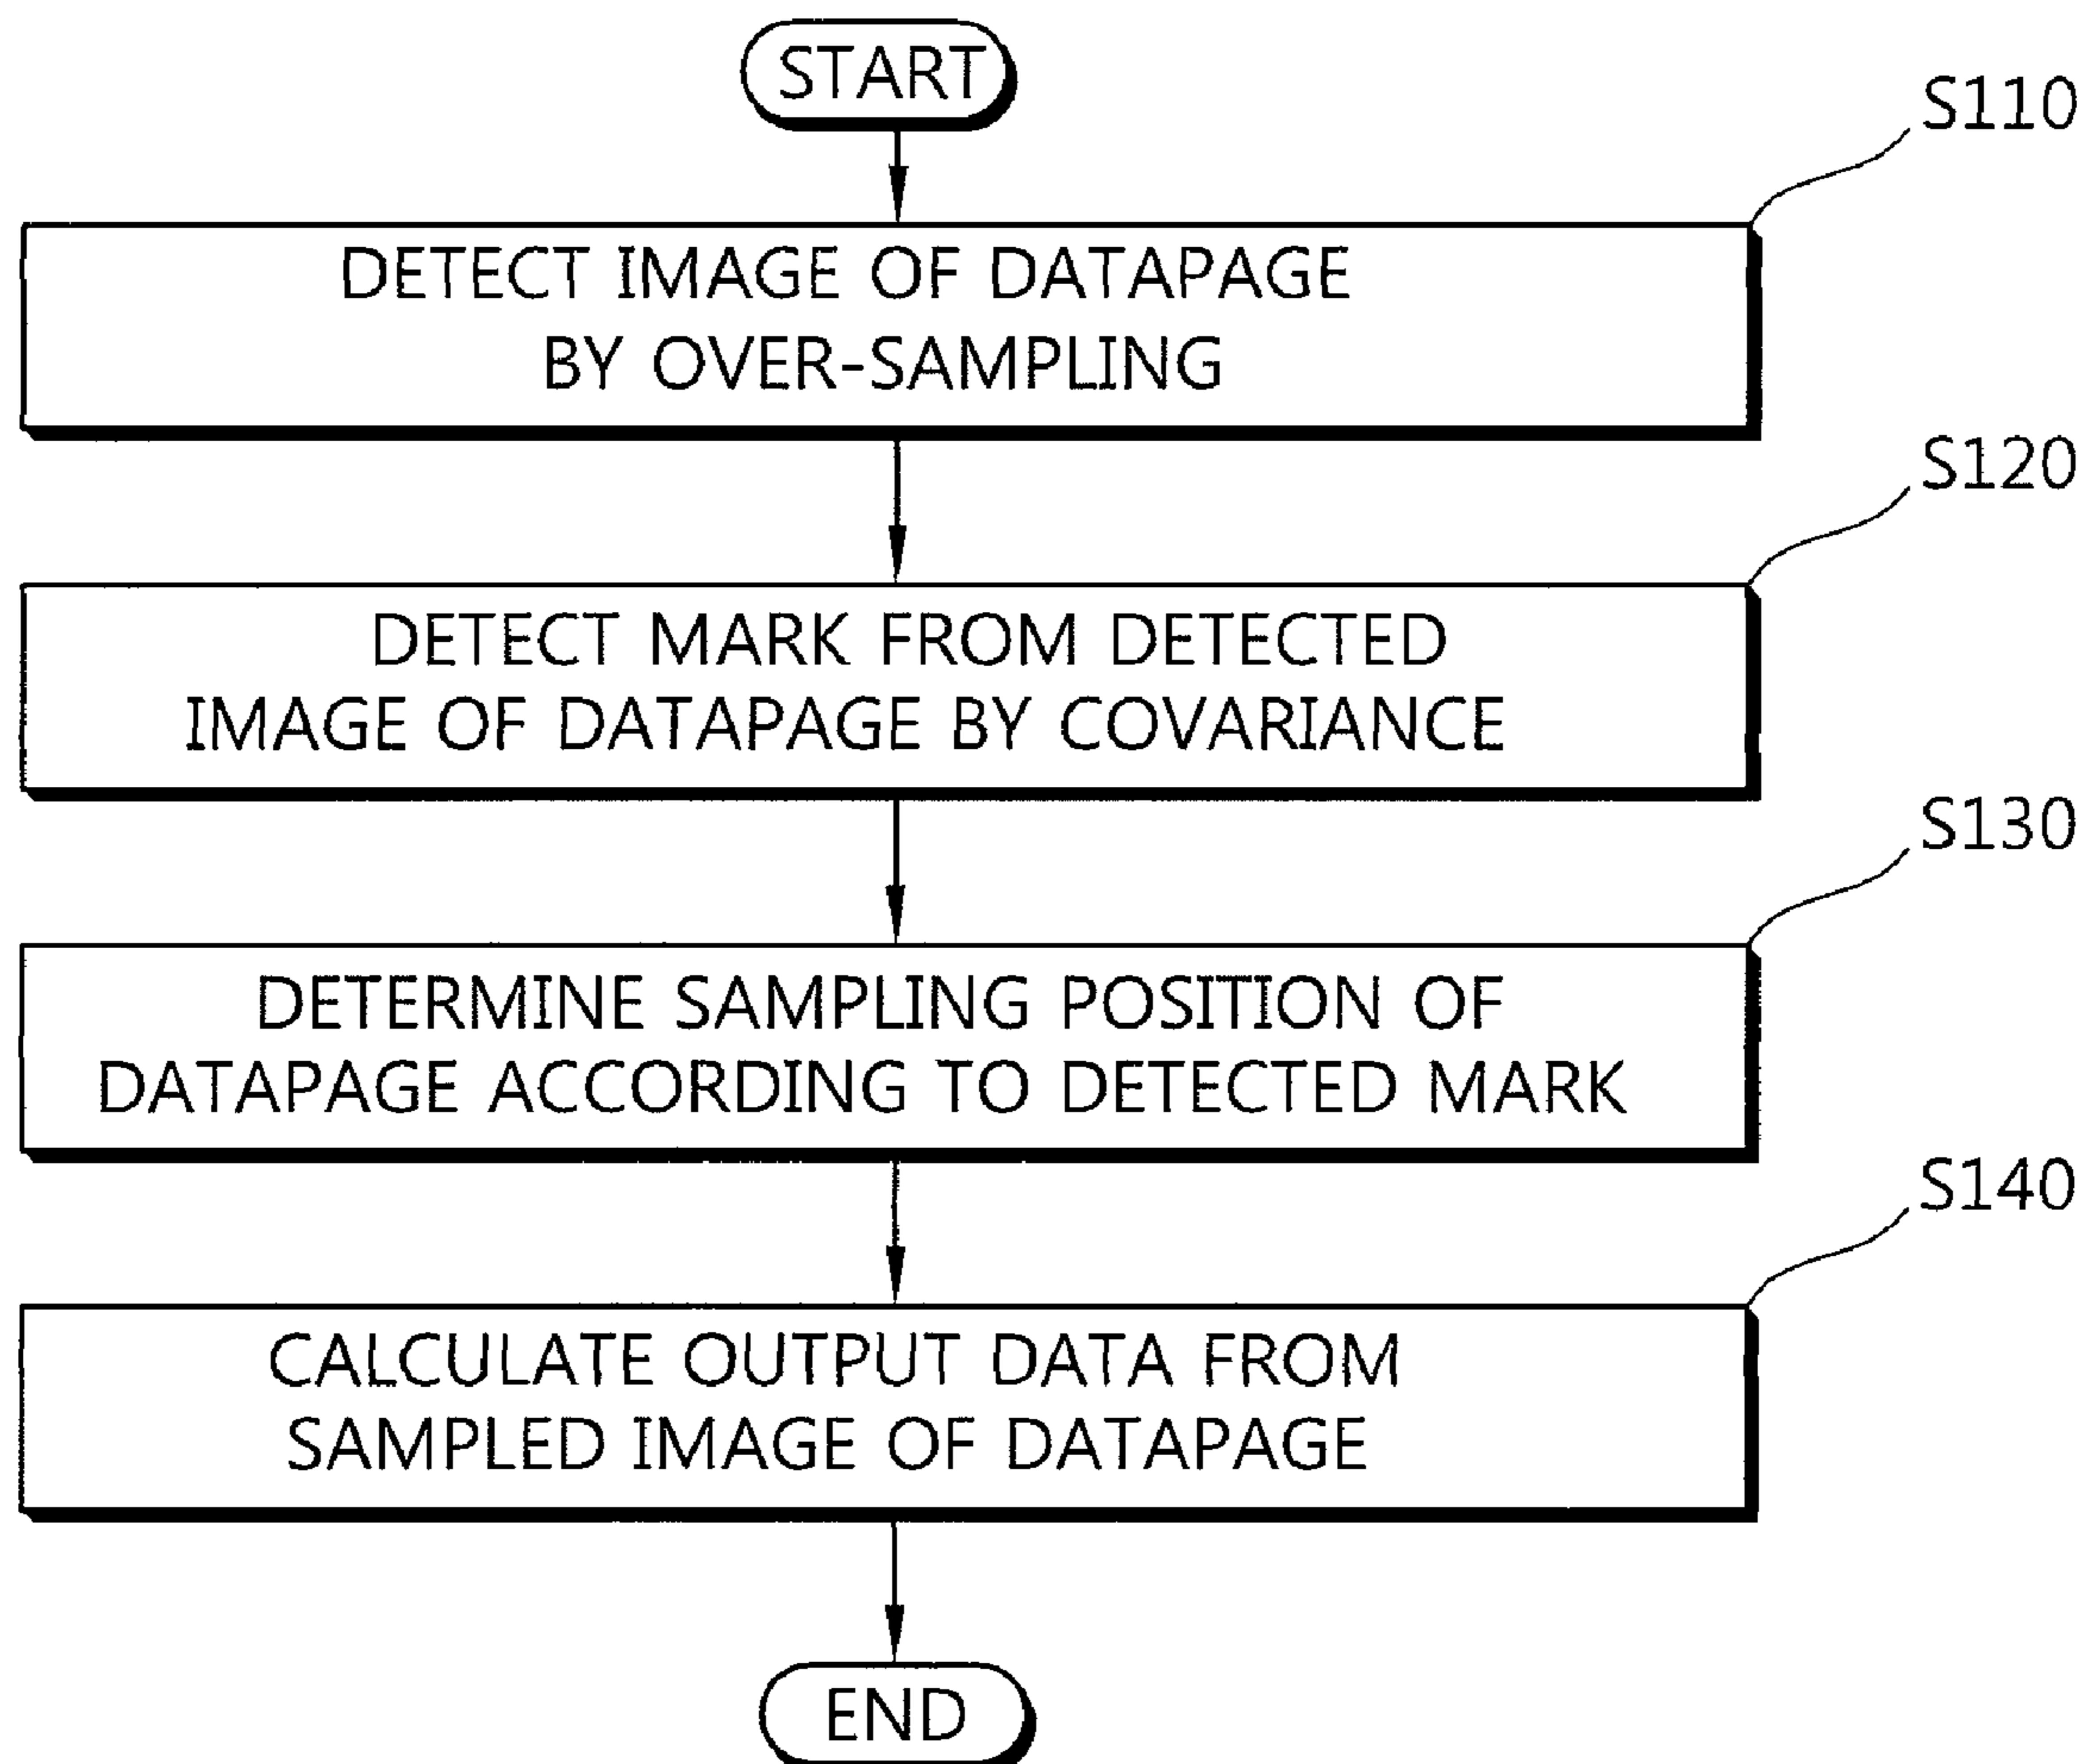 START
S110
DETECT IMAGE OF DATAPAGE
BY OVER-SAMPLING
S120
DETECT MARK FROM DETECTED
IMAGE OF DATAPAGE BY COVARIANCE
S130
DETERMINE SAMPLING POSITION OF
DATAPAGE ACCORDING TO DETECTED MARK
S140
CALCULATE OUTPUT DATA FROM
SAMPLED IMAGE OF DATAPAGE
END